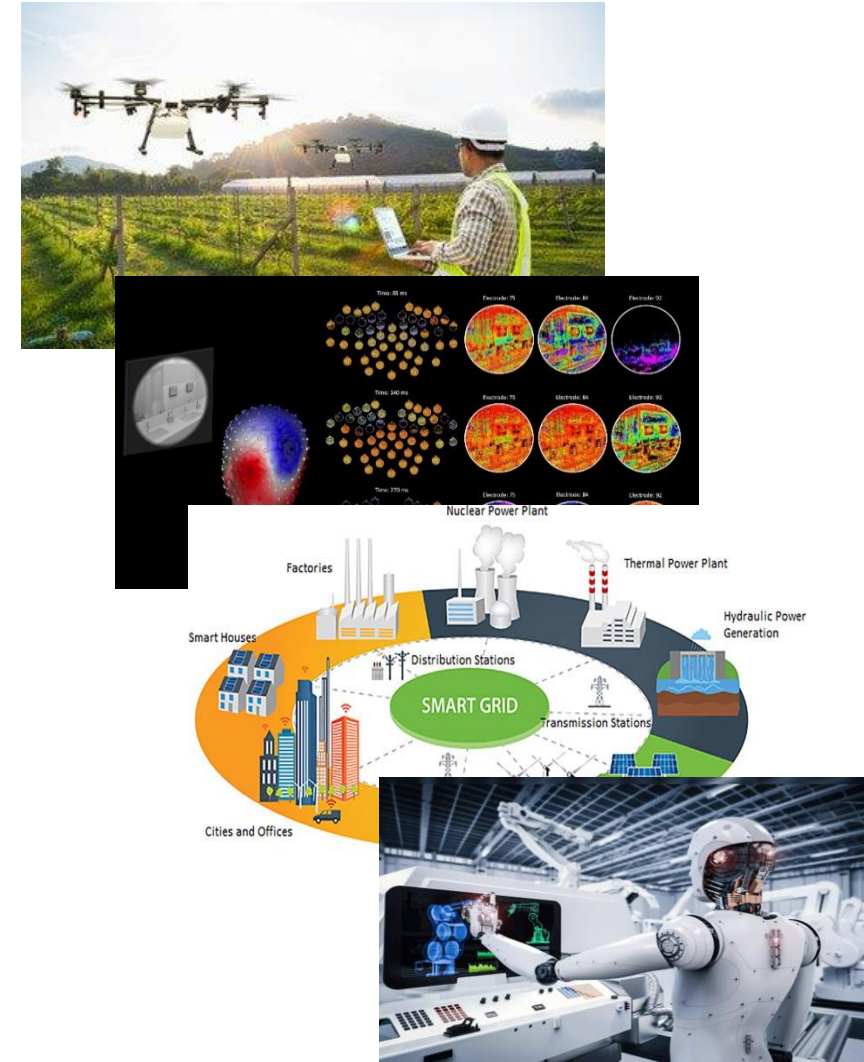 Time: 85 ms
Electrode: 75
Electrode: 84
Electrode: 92
Time: 140 ms
Electrode: 75
Electrode: 84
Electrode: 92
Time: 270 ms
Electrode: 75
Electrode: 84
Electrode: 92
Nuclear Power Plant
Factories
Thermal Power Plant
Hydraulic Power
Generation
Smart Houses
Distribution Stations
SMART GRID
Transmission Stations
Cities and Offices